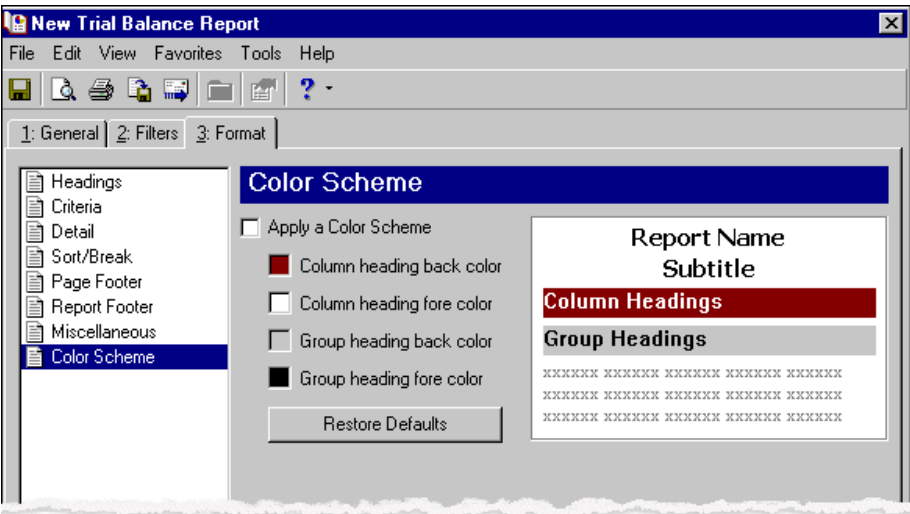 New Trial Balance Report
File Edit View Favorites Tools Help
?
1: General 2: Filters 3: Format
Headings
Criteria
Detail
Sort/Break
Page Footer
Report Footer
Miscellaneous
Color Scheme
Color Scheme
Apply a Color Scheme
Column heading back color
Column heading fore color
Group heading back color
Group heading fore color
Restore Defaults
Report Name
Subtitle
Column Headings
Group Headings
xxxxxx xxxxxx xxxxxx xxxxxx xxxxxx
xxxxxx xxxxxx xxxxxx xxxxxx xxxxxx
xxxxxx xxxxxx xxxxxx xxxxxx xxxxxx